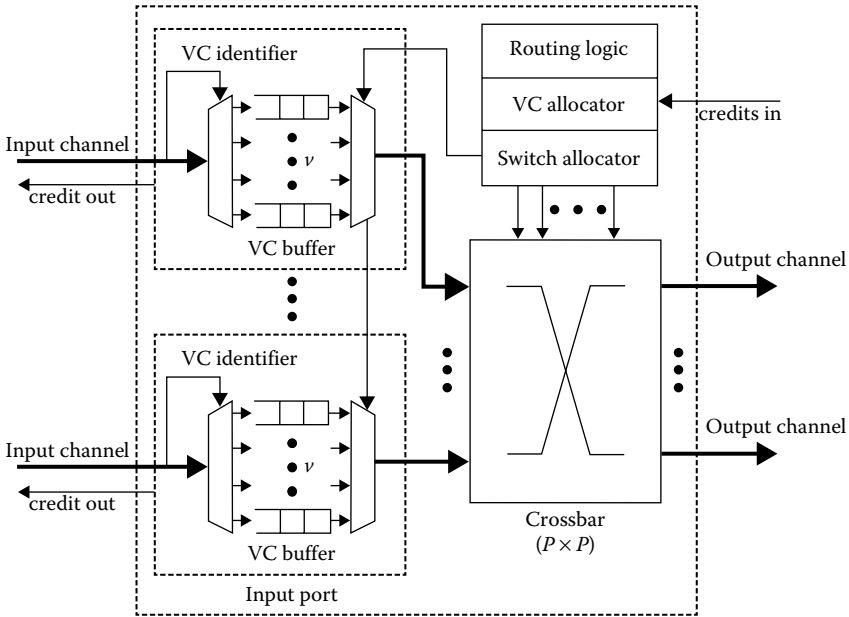 VC identifier
Routing logic
VC allocator
credits in
Input channel
ν
Switch allocator
credit out
VC buffer
Output channel
VC identifier
Input channel
ν
Output channel
credit out
VC buffer
Crossbar
(P × P)
Input port